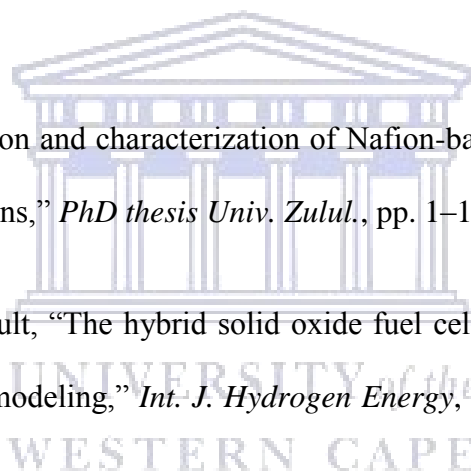 on and characterization of Nafion-ba
ns,” PhD thesis Univ. Zulul., pp. 1–1
ult, “The hybrid solid oxide fuel cel
UNIVERSITY of the
modeling,” Int. J. Hydrogen Energy,
WESTERN CAPE